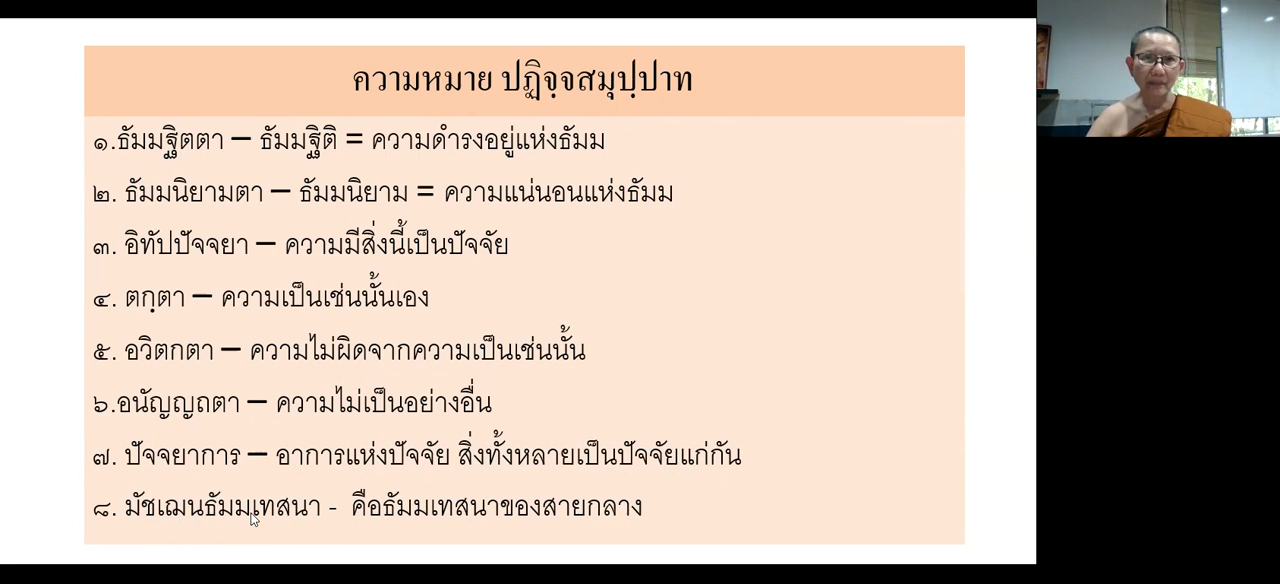 ความหมาย ปฏิจฺจสมุปฺปาท
๑.ธัมมฐิตตา – ธัมมฐิติ = ความดำรงอยู่แห่งธัมม
๒. ธัมมนิยามตา – ธัมมนิยาม = ความแน่นอนแห่งธัมม
๓. อิทัปปัจจยา – ความมีสิ่งนี้เป็นปัจจัย
๔. ตกฺตา – ความเป็นเช่นนั้นเอง
๕. อวิตกตา – ความไม่ผิดจากความเป็นเช่นนั้น
๖.อนัญญถตา – ความไม่เป็นอย่างอื่น
๗. ปัจจยาการ – อาการแห่งปัจจัย สิ่งทั้งหลายเป็นปัจจัยแก่กัน
๘. มัชเฌนธัมมเทสนา - คือธัมมเทสนาของสายกลาง